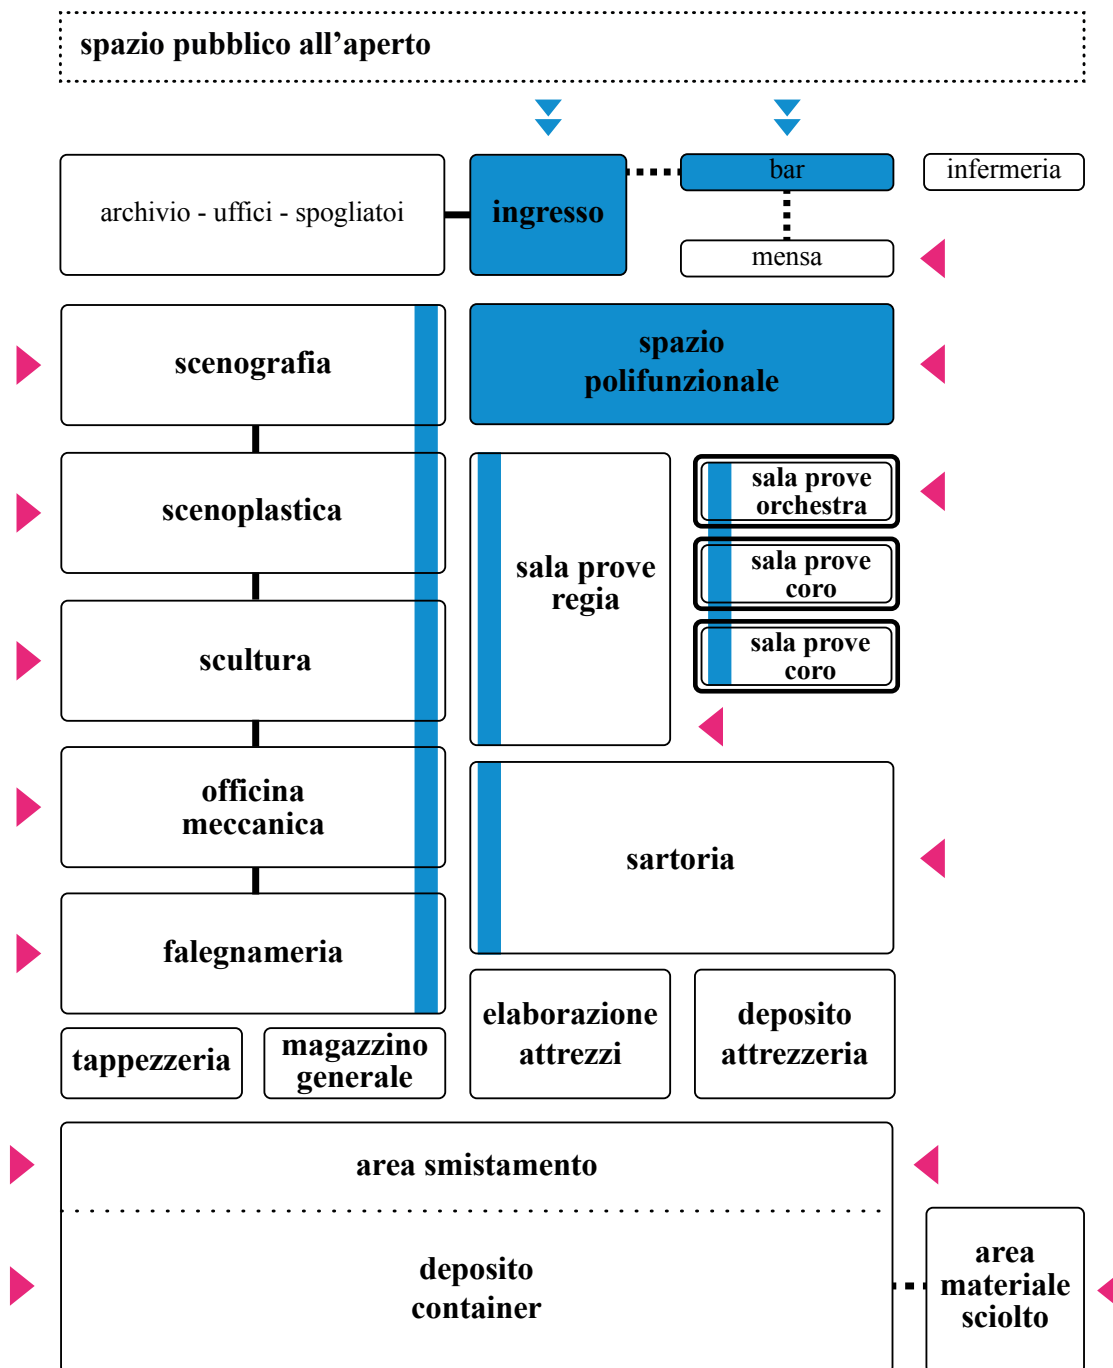 spazio pubblico all’aperto
archivio - uffici - spogliatoi
ingresso
bar
infermeria
mensa
scenografia
spazio
polifunzionale
scenoplastica
sala prove
regia
sala prove
orchestra
sala prove
coro
sala prove
coro
scultura
officina
meccanica
sartoria
falegnameria
tappezzeria
magazzino
generale
elaborazione
attrezzi
deposito
attrezzeria
area smistamento
deposito
container
area
materiale
sciolto